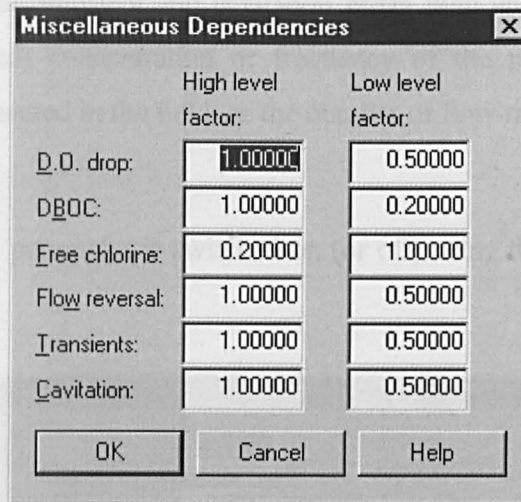 Miscellaneous Dependencies
High level factor: Low level factor:
D.O. drop: 1.00000 0.50000
DBOC: 1.00000 0.20000
Free chlorine: 0.20000 1.00000
Flow reversal: 1.00000 0.50000
Transients: 1.00000 0.50000
Cavitation: 1.00000 0.50000
OK Cancel Help